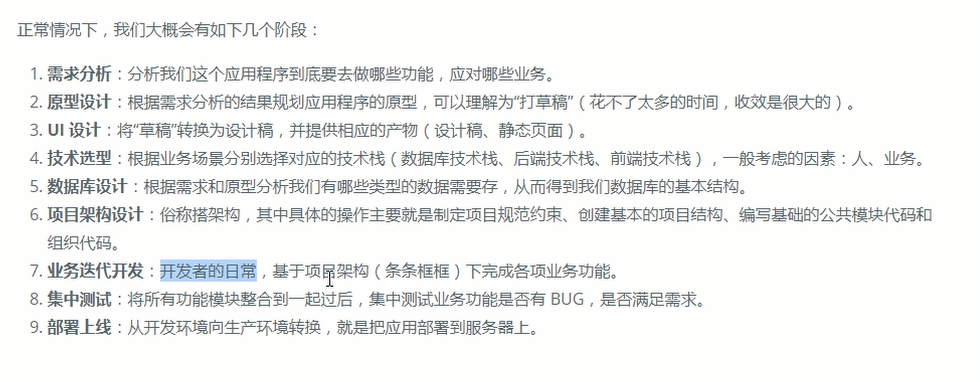 正常情况下，我们大概会有如下几个阶段：
1. 需求分析：分析我们这个应用程序到底要去做哪些功能，应对哪些业务。
2. 原型设计：根据需求分析的结果规划应用程序的原型，可以理解为“打草�”（花不了太多的时间，收效是很大的）。
3. UI 设计：将“草稿”转换为设计稿，并提供相应的产物（设计稿、静态页面）。
4. 技术选型：根据业务场景分别选择对应的技术栈（数据库技术栈、后端技术栈、前端技术栈），一般考虑的因素：人、业务。
5. 数据库设计：根据需求和原型分析我们有哪些类型的数据需要存，从而得到我们数据库的基本结构。
6. 项目架构设计：俗称搭架构，其中具体的操作主要就是制定项目规范约束、创建基本的项目结构、编写基础的公共模块代码和
组织代码。
7. 业务迭代开发：开发者的日常，基于项目架构（条条框框）下完成各项业务功能。
8. 集中测试：将所有功能模块整合到一起过后，集中测试业务功能是否有 BUG，是否满足需求。
9. 部署上线：从开发环境向生产环境转换，就是把应用部署到服务器上。